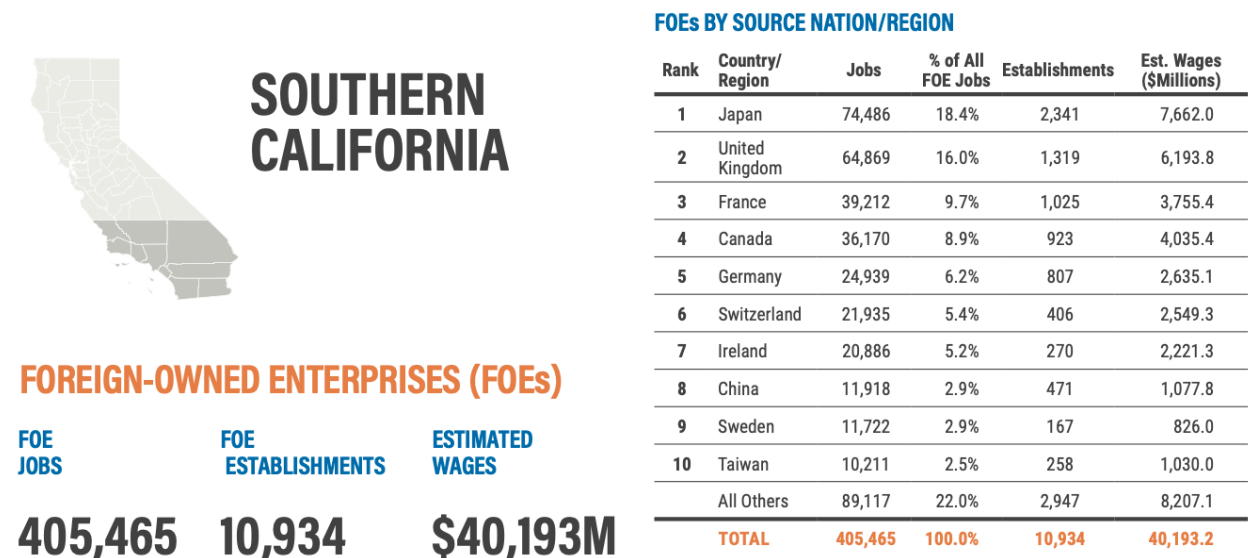 SOUTHERN
CALIFORNIA
FOREIGN-OWNED ENTERPRISES (FOEs)
FOE
JOBS
405,465
FOE
ESTABLISHMENTS
10,934
ESTIMATED
WAGES
$40,193M
FOEs BY SOURCE NATION/REGION
Rank Country/ Region Jobs % of All FOE Jobs Establishments Est. Wages ($Millions)
1 Japan 74,486 18.4% 2,341 7,662.0
2 United Kingdom 64,869 16.0% 1,319 6,193.8
3 France 39,212 9.7% 1,025 3,755.4
4 Canada 36,170 8.9% 923 4,035.4
5 Germany 24,939 6.2% 807 2,635.1
6 Switzerland 21,935 5.4% 406 2,549.3
7 Ireland 20,886 5.2% 270 2,221.3
8 China 11,918 2.9% 471 1,077.8
9 Sweden 11,722 2.9% 167 826.0
10 Taiwan 10,211 2.5% 258 1,030.0
All Others 89,117 22.0% 2,947 8,207.1
TOTAL 405,465 100.0% 10,934 40,193.2